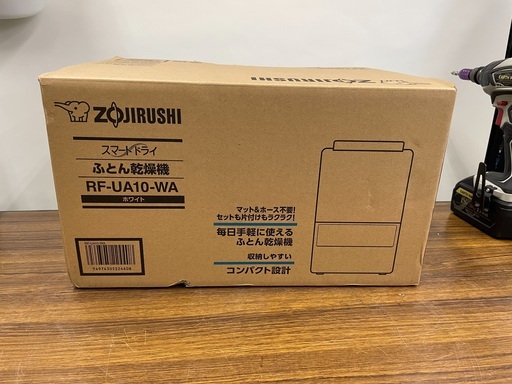 ZOJIRUSHI
ZOJIRUSHI
スマートドライ
ふとん乾燥機
RF-UA10-WA
ホワイト
マット&ホース不要!
セットも片付けもラクラク!
毎日手軽に使える
ふとん乾燥機
収納しやすい
コンパクト設計